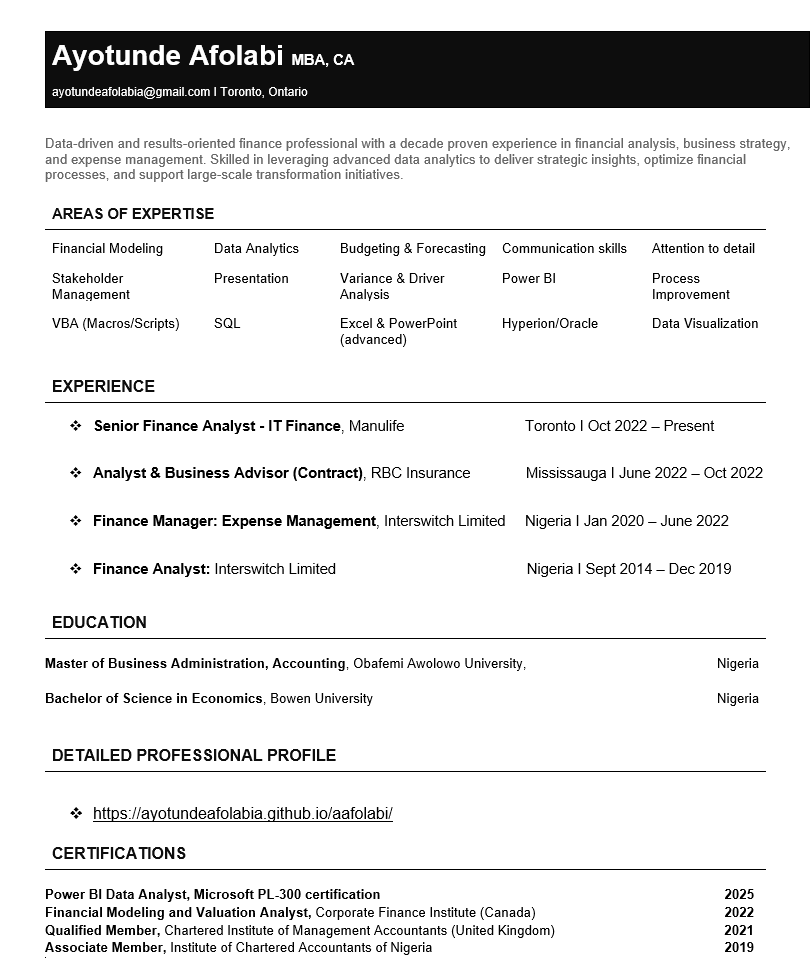 Ayotunde Afolabi MBA, CA
ayotundeafolabia@gmail.com I Toronto, Ontario
Data-driven and results-oriented finance professional with a decade proven experience in financial analysis, business strategy,
and expense management. Skilled in leveraging advanced data analytics to deliver strategic insights, optimize financial
processes, and support large-scale transformation initiatives.
AREAS OF EXPERTISE
Financial Modeling Data Analytics Budgeting & Forecasting Communication skills Attention to detail
Stakeholder Presentation Variance & Driver Power BI Process
Management Analysis Improvement
VBA (Macros/Scripts) SQL Excel & PowerPoint Hyperion/Oracle Data Visualization
(advanced)
EXPERIENCE
❖ Senior Finance Analyst - IT Finance, Manulife Toronto I Oct 2022 – Present
❖ Analyst & Business Advisor (Contract), RBC Insurance Mississauga I June 2022 – Oct 2022
❖ Finance Manager: Expense Management, Interswitch Limited Nigeria I Jan 2020 – June 2022
❖ Finance Analyst: Interswitch Limited Nigeria I Sept 2014 – Dec 2019
EDUCATION
Master of Business Administration, Accounting, Obafemi Awolowo University, Nigeria
Bachelor of Science in Economics, Bowen University Nigeria
DETAILED PROFESSIONAL PROFILE
❖ https://ayotundeafolabia.github.io/aafolabi/
CERTIFICATIONS
Power BI Data Analyst, Microsoft PL-300 certification 2025
Financial Modeling and Valuation Analyst, Corporate Finance Institute (Canada) 2022
Qualified Member, Chartered Institute of Management Accountants (United Kingdom) 2021
Associate Member, Institute of Chartered Accountants of Nigeria 2019